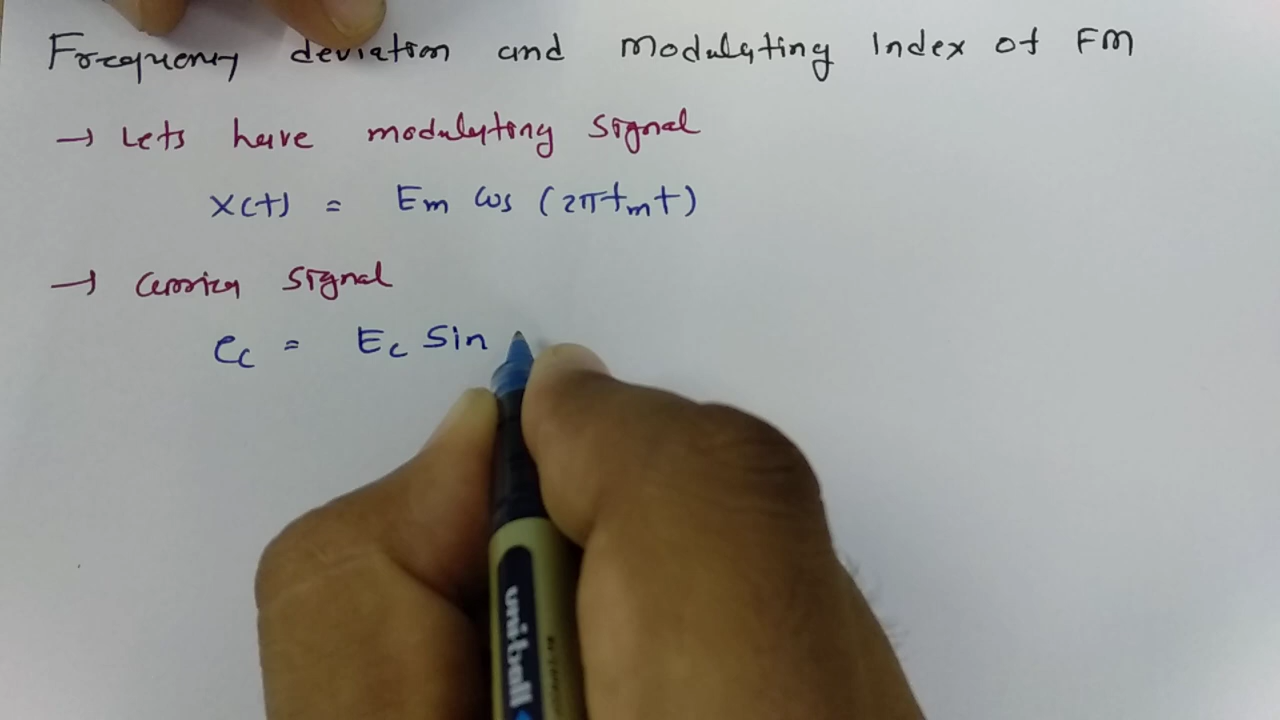 Frequency deviation and Modulating Index of FM
→ Lets have modulating signal
x(t) = Em cos (2πfmt)
→ Carrier signal
ec = Ec Sin
uniball